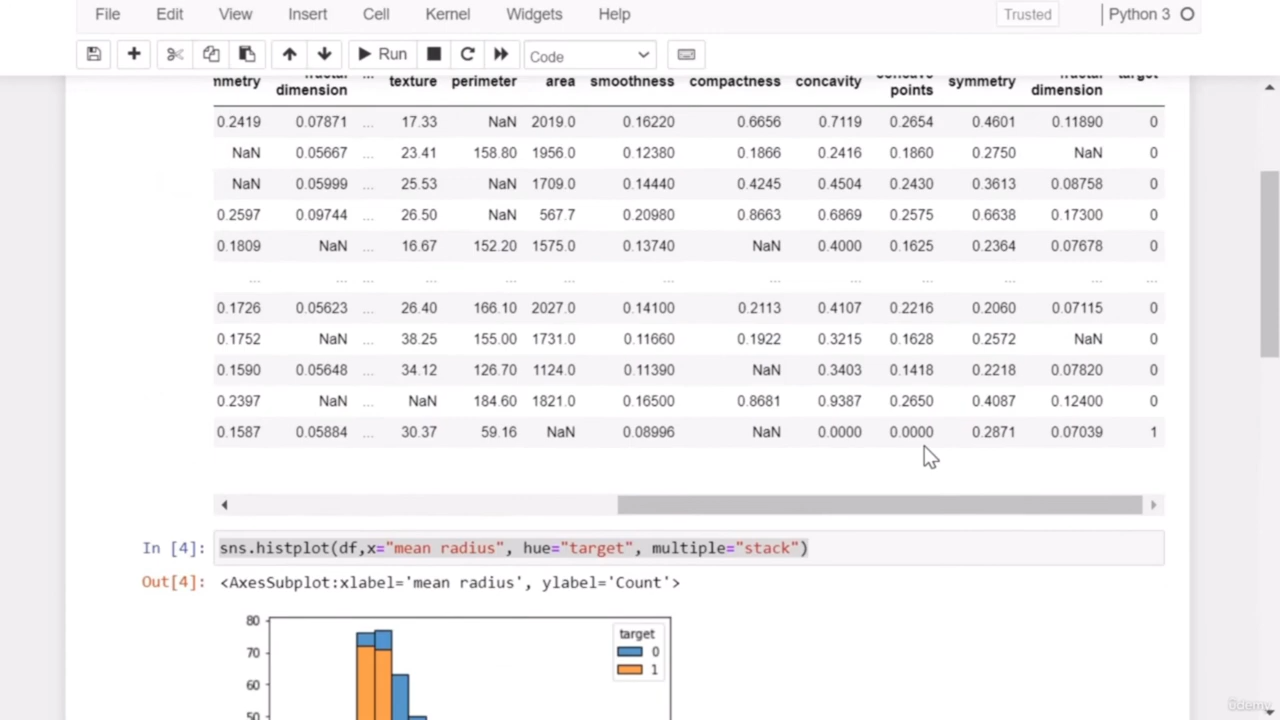 File Edit View Insert Cell Kernel Widgets Help Trusted Python 3
Run Code
mmetry fractal dimension ... texture perimeter area smoothness compactness concavity concave points symmetry fractal dimension target
0.2419 0.07871 ... 17.33 NaN 2019.0 0.16220 0.6656 0.7119 0.2654 0.4601 0.11890 0
NaN 0.05667 ... 23.41 158.80 1956.0 0.12380 0.1866 0.2416 0.1860 0.2750 NaN 0
NaN 0.05999 ... 25.53 NaN 1709.0 0.14440 0.4245 0.4504 0.2430 0.3613 0.08758 0
0.2597 0.09744 ... 26.50 NaN 567.7 0.20980 0.8663 0.6869 0.2575 0.6638 0.17300 0
0.1809 NaN ... 16.67 152.20 1575.0 0.13740 NaN 0.4000 0.1625 0.2364 0.07678 0
... ... ... ... ... ... ... ... ... ... ... ... ...
0.1726 0.05623 ... 26.40 166.10 2027.0 0.14100 0.2113 0.4107 0.2216 0.2060 0.07115 0
0.1752 NaN ... 38.25 155.00 1731.0 0.11660 0.1922 0.3215 0.1628 0.2572 NaN 0
0.1590 0.05648 ... 34.12 126.70 1124.0 0.11390 NaN 0.3403 0.1418 0.2218 0.07820 0
0.2397 NaN ... NaN 184.60 1821.0 0.16500 0.8681 0.9387 0.2650 0.4087 0.12400 0
0.1587 0.05884 ... 30.37 59.16 NaN 0.08996 NaN 0.0000 0.0000 0.2871 0.07039 1
In [4]: sns.histplot(df,x="mean radius", hue="target", multiple="stack")
Out[4]: <AxesSubplot:xlabel='mean radius', ylabel='Count'>
80
target
70
0
1
60
50
ûdemy